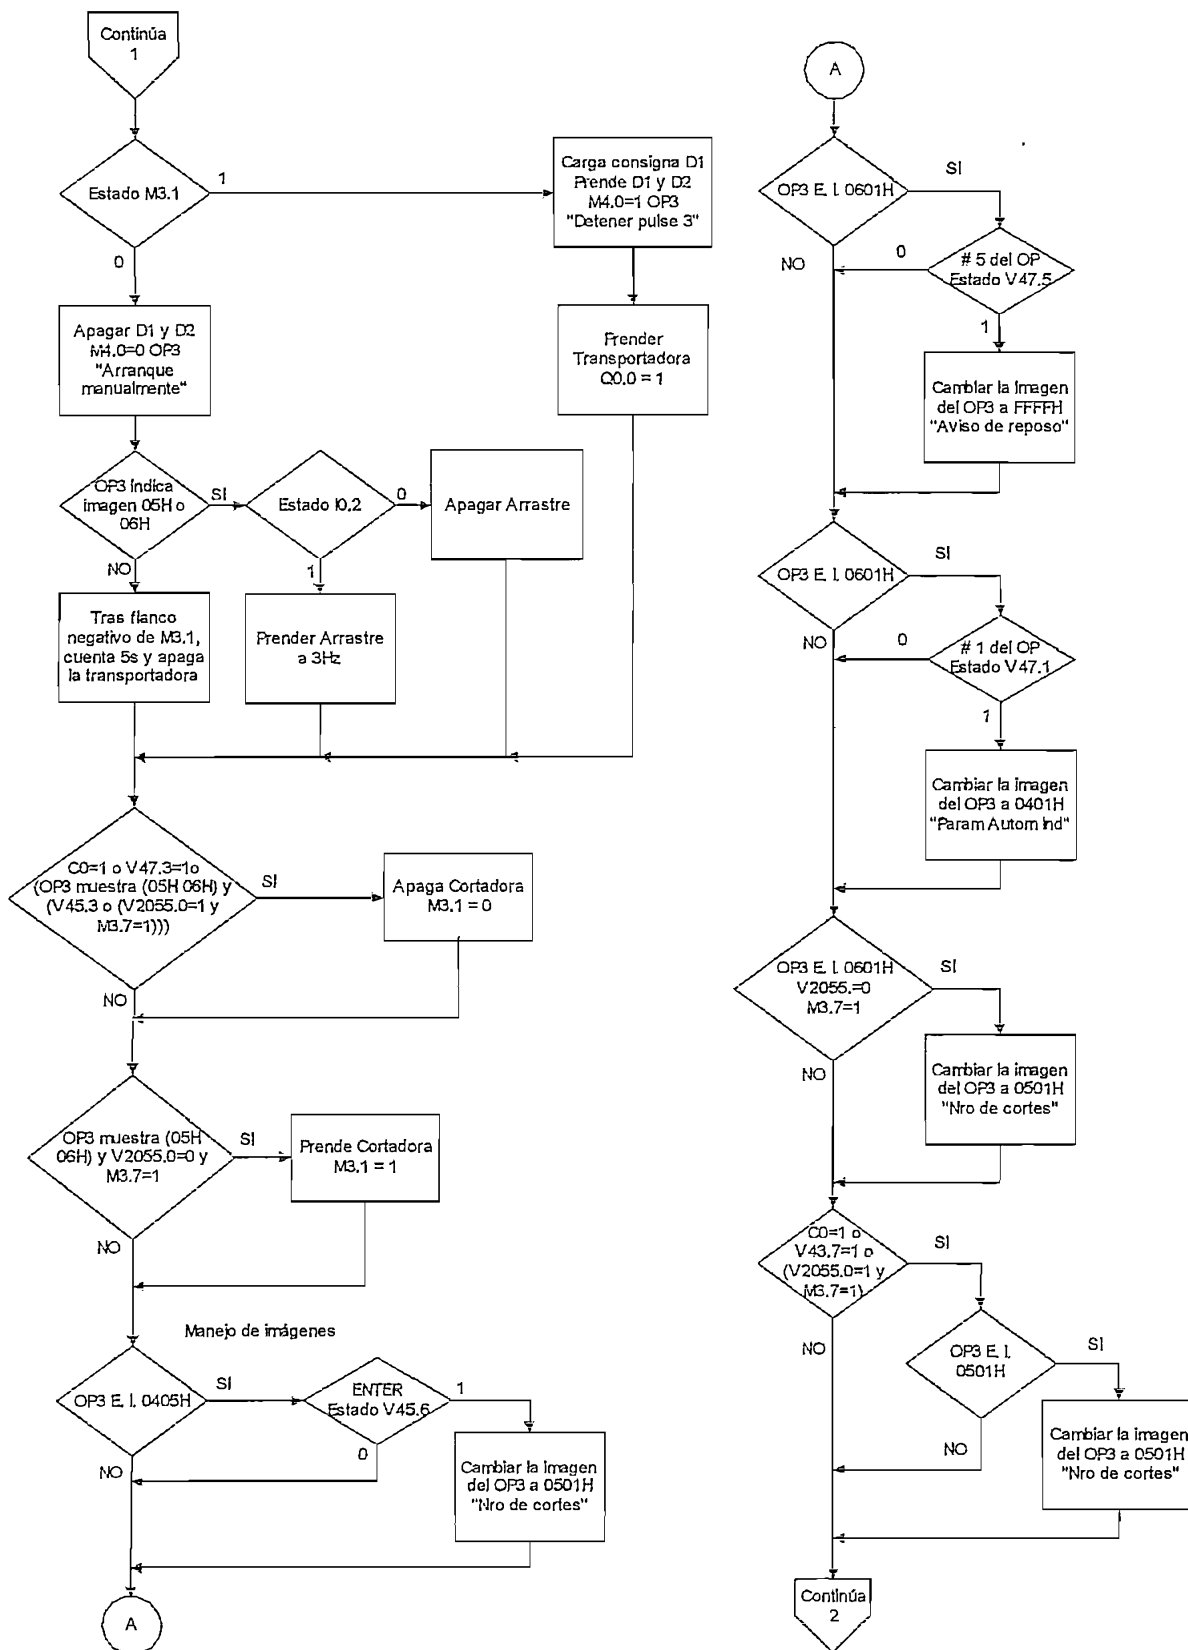 Continúa
1
Estado M3.1
1
0
Carga consigna D1
Prende D1 y D2
M4.0=1 OP3
"Detener pulse 3"
Apagar D1 y D2
M4.0=0 OP3
"Arranque
manualmente"
Prender
Transportadora
Q0.0 = 1
OP3 indica
imagen 05H o
06H
SI
NO
Estado I0.2
0
1
Apagar Arrastre
Tras flanco
negativo de M3.1,
cuenta 5s y apaga
la transportadora
Prender Arrastre
a 3Hz
C0=1 o V47.3=1o
(OP3 muestra (05H 06H) y
(V45.3 o (V2055.0=1 y
M3.7=1)))
SI
NO
Apaga Cortadora
M3.1 = 0
OP3 muestra (05H
06H) y V2055.0=0 y
M3.7=1
SI
NO
Prende Cortadora
M3.1 = 1
Manejo de imágenes
OP3 E. I. 0405H
SI
NO
ENTER
Estado V45.6
1
0
Cambiar la imagen
del OP3 a 0501H
"Nro de cortes"
A
A
OP3 E. I. 0601H
SI
NO
# 5 del OP
Estado V47.5
0
1
Cambiar la imagen
del OP3 a FFFFH
"Aviso de reposo"
OP3 E. I. 0601H
SI
NO
# 1 del OP
Estado V47.1
0
1
Cambiar la imagen
del OP3 a 0401H
"Param Autom Ind"
OP3 E. I. 0601H
V2055.=0
M3.7=1
SI
NO
Cambiar la imagen
del OP3 a 0501H
"Nro de cortes"
C0=1 o
V43.7=1 o
(V2055.0=1 y
M3.7=1)
SI
NO
OP3 E. I.
0501H
SI
NO
Cambiar la imagen
del OP3 a 0501H
"Nro de cortes"
Continúa
2